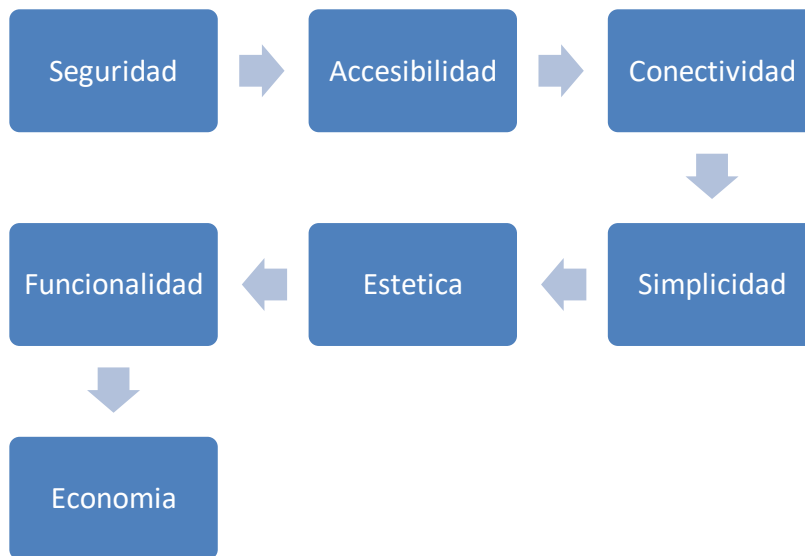 Seguridad
Accesibilidad
Conectividad
Simplicidad
Estetica
Funcionalidad
Economia